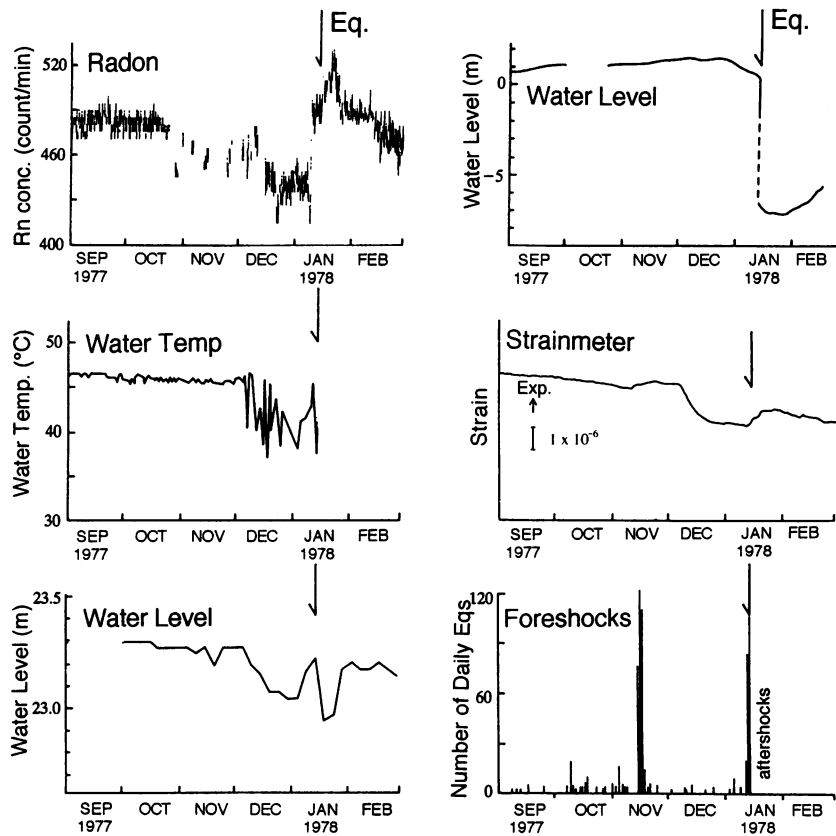 Eq.
Radon
Rn conc. (count/min)
520
460
400
SEP OCT NOV DEC JAN FEB
1977 1978
Eq.
Water Level
Water Level (m)
0
−5
SEP OCT NOV DEC JAN FEB
1977 1978
Water Temp
Water Temp. (°C)
50
40
30
SEP OCT NOV DEC JAN FEB
1977 1978
Strainmeter
Strain
Exp.
1 x 10⁻⁶
SEP OCT NOV DEC JAN FEB
1977 1978
Water Level
Water Level (m)
23.5
23.0
SEP OCT NOV DEC JAN FEB
1977 1978
Foreshocks
Number of Daily Eqs.
120
60
0
aftershocks
SEP OCT NOV DEC JAN FEB
1977 1978